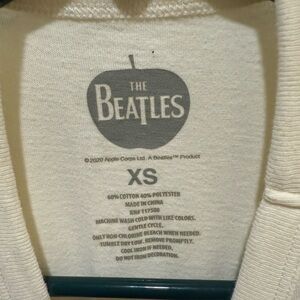 THE
BEATLES
© 2020 Apple Corps Ltd. A Beatles™ Product
XS
60% COTTON 40% POLYESTER
MADE IN CHINA
RN# 117508
MACHINE WASH COLD WITH LIKE COLORS.
GENTLE CYCLE.
ONLY NON-CHLORINE BLEACH WHEN NEEDED.
TUMBLE DRY LOW. REMOVE PROMPTLY.
COOL IRON IF NEEDED.
DO NOT IRON DECORATION.